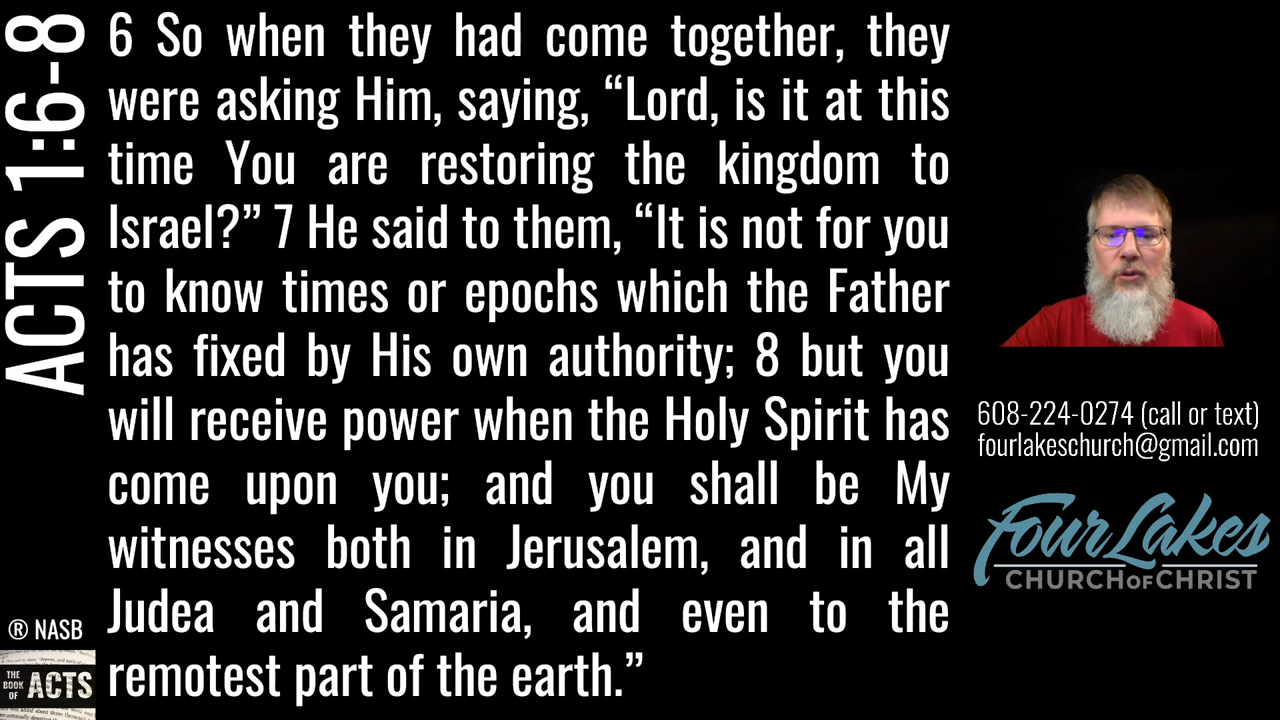 ACTS 1:6-8
6 So when they had come together, they
were asking Him, saying, “Lord, is it at this
time You are restoring the kingdom to
Israel?” 7 He said to them, “It is not for you
to know times or epochs which the Father
has fixed by His own authority; 8 but you
will receive power when the Holy Spirit has
come upon you; and you shall be My
witnesses both in Jerusalem, and in all
Judea and Samaria, and even to the
remotest part of the earth.”
® NASB
THE
BOOK
OF
ACTS
608-224-0274 (call or text)
fourlakeschurch@gmail.com
Four Lakes
CHURCH OF CHRIST